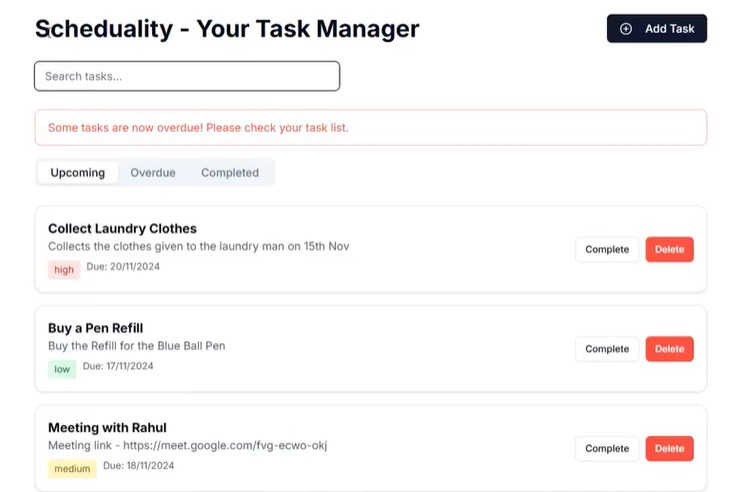 Scheduality - Your Task Manager
Add Task
Search tasks...
Some tasks are now overdue! Please check your task list.
Upcoming Overdue Completed
Collect Laundry Clothes
Collects the clothes given to the laundry man on 15th Nov
high Due: 20/11/2024
Complete Delete
Buy a Pen Refill
Buy the Refill for the Blue Ball Pen
low Due: 17/11/2024
Complete Delete
Meeting with Rahul
Meeting link - https://meet.google.com/fvg-ecwo-okj
medium Due: 18/11/2024
Complete Delete